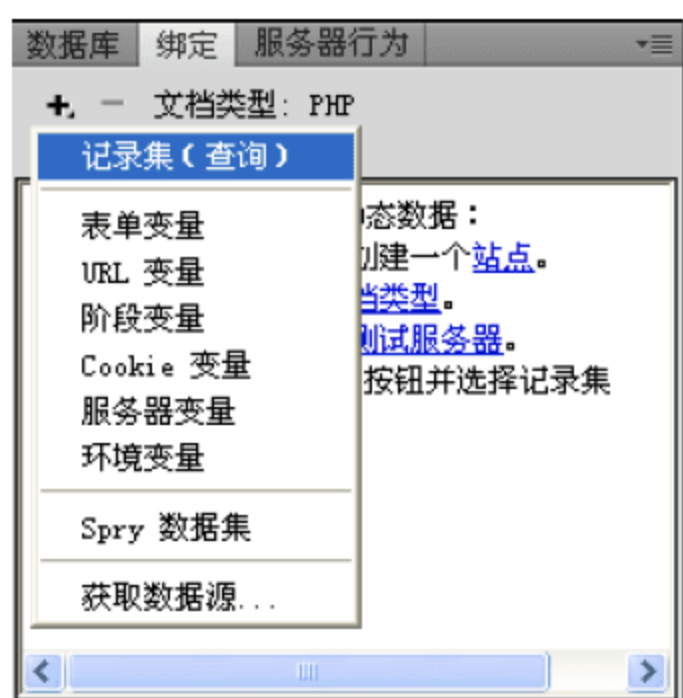 数据库 绑定 服务器行为
+ - 文档类型: PHP
记录集(查询)
表单变量
URL 变量
阶段变量
Cookie 变量
服务器变量
环境变量
Spry 数据集
获取数据源...
态数据：
建一个站点。
类型。
测试服务器。
按钮并选择记录集